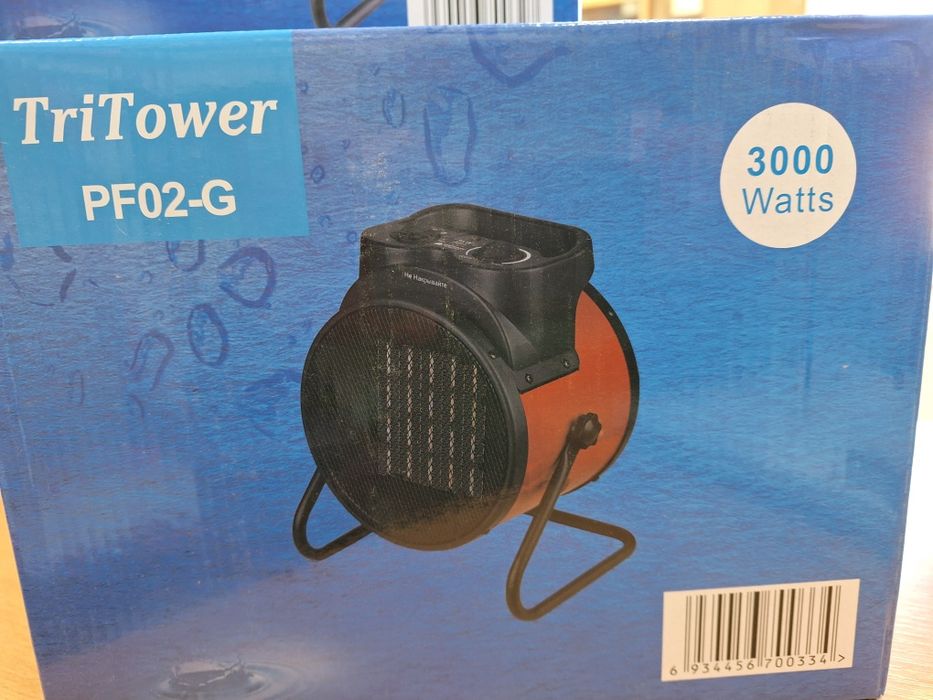 TriTower
PF02-G
3000
Watts
Не Накрывайте
6 934456 700334 >